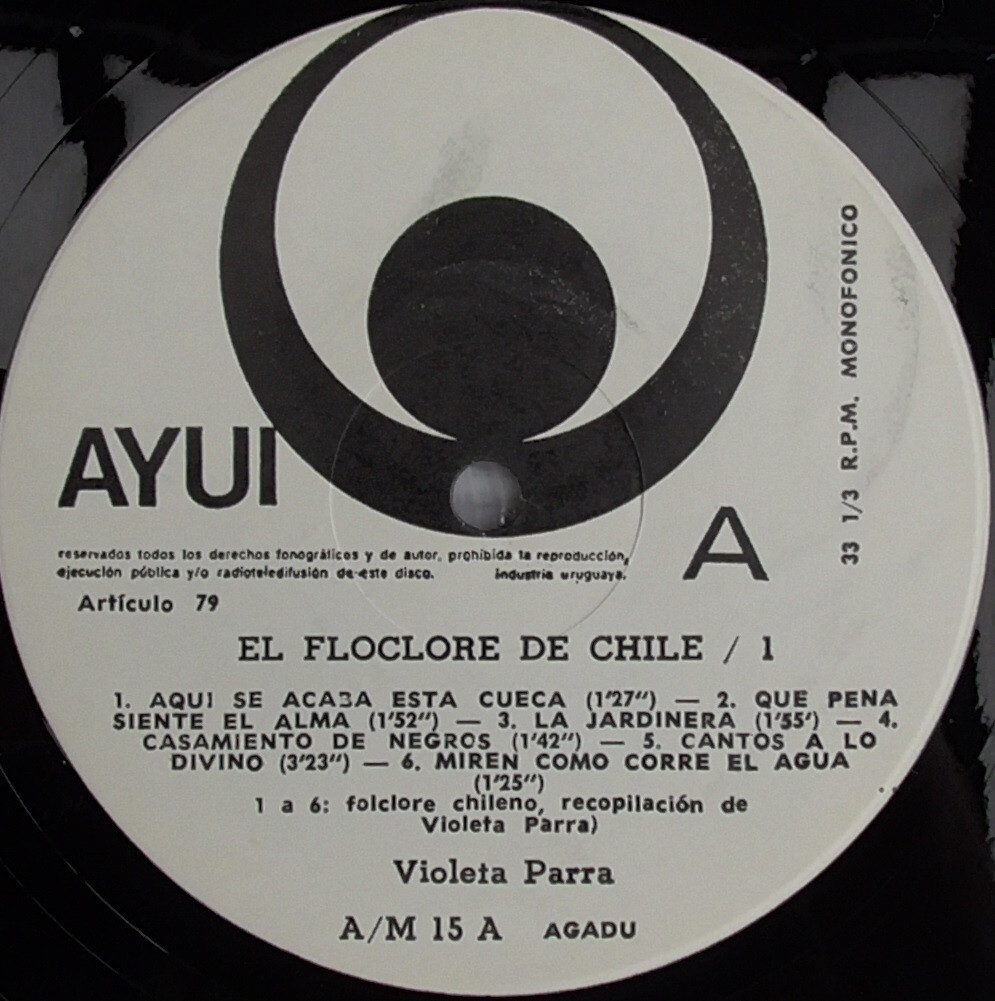 AYUI
A
33 1/3 R.P.M. MONOFONICO
reservados todos los derechos fonográficos y de autor, prohibida la reproducción,
ejecución pública y/o radioteledifusión de este disco. industria uruguaya.
Artículo 79
EL FLOCLORE DE CHILE / 1
1. AQUI SE ACABA ESTA CUECA (1'27") — 2. QUE PENA
SIENTE EL ALMA (1'52") — 3. LA JARDINERA (1'55') — 4.
CASAMIENTO DE NEGROS (1'42") — 5. CANTOS A LO
DIVINO (3'23") — 6. MIREN COMO CORRE EL AGUA
(1'25")
1 a 6: folclore chileno, recopilación de
Violeta Parra)
Violeta Parra
A/M 15 A AGADU